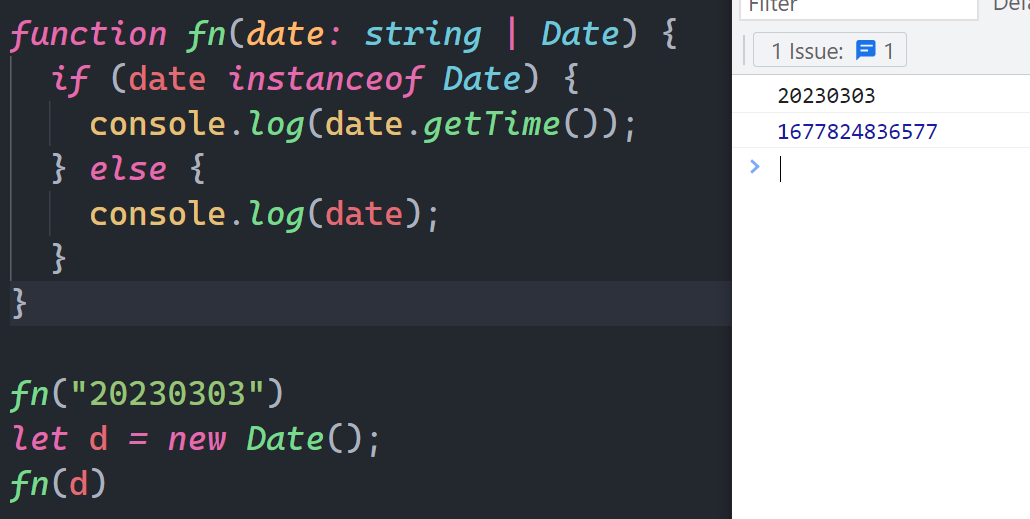 function fn(date: string | Date) {
  if (date instanceof Date) {
    console.log(date.getTime());
  } else {
    console.log(date);
  }
}
fn("20230303")
let d = new Date();
fn(d)
Filter
1 Issue: 1
20230303
1677824836577
>